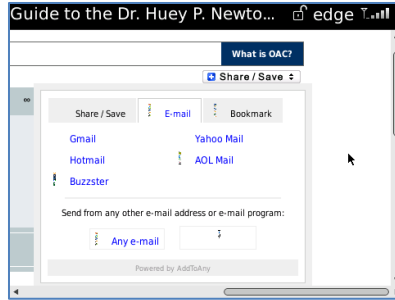 Guide to the Dr. Huey P. Newto... edge
What is OAC?
Share / Save
Share / Save E-mail Bookmark
Gmail Yahoo Mail
Hotmail AOL Mail
Buzzster
Send from any other e-mail address or e-mail program:
Any e-mail
Powered by AddToAny